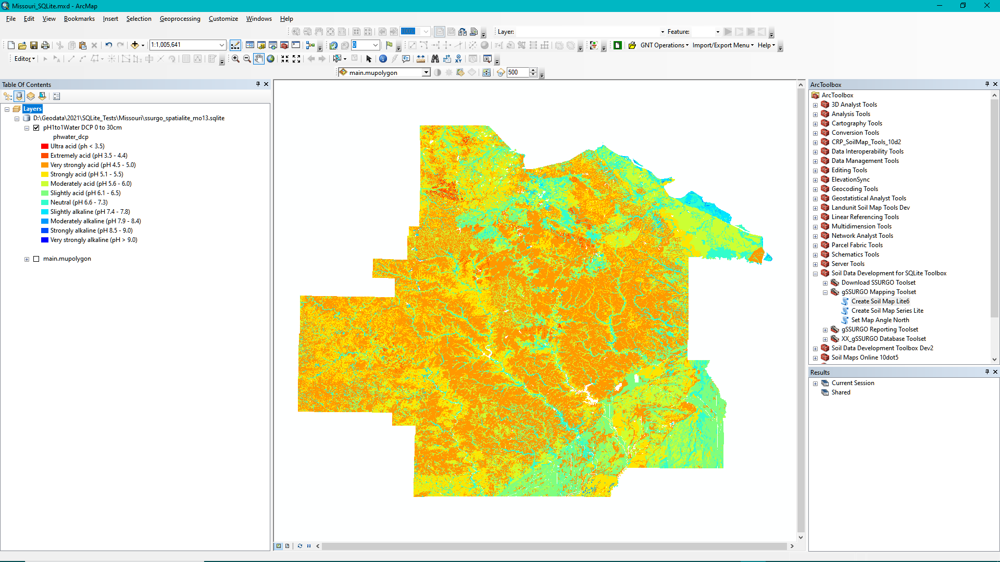 Missouri_SQLite.mxd - ArcMap
File Edit View Bookmarks Insert Selection Geoprocessing Customize Windows Help
100% Layer: Feature:
1:1,005,641 0 GNT Operations Import/Export Menu Help
Editor
main.mupolygon 500
Table Of Contents
Layers
D:\Geodata\2021\SQLite_Tests\Missouri\ssurgo_spatialite_mo13.sqlite
pH1to1Water DCP 0 to 30cm
phwater_dcp
Ultra acid (ph < 3.5)
Extremely acid (pH 3.5 - 4.4)
Very strongly acid (pH 4.5 - 5.0)
Strongly acid (pH 5.1 - 5.5)
Moderately acid (pH 5.6 - 6.0)
Slightly acid (pH 6.1 - 6.5)
Neutral (pH 6.6 - 7.3)
Slightly alkaline (pH 7.4 - 7.8)
Moderately alkaline (pH 7.9 - 8.4)
Strongly alkaline (pH 8.5 - 9.0)
Very strongly alkaline (pH > 9.0)
main.mupolygon
ArcToolbox
ArcToolbox
3D Analyst Tools
Analysis Tools
Cartography Tools
Conversion Tools
CRP_SoilMap_Tools_10d2
Data Interoperability Tools
Data Management Tools
Editing Tools
ElevationSync
Geocoding Tools
Geostatistical Analyst Tools
Landunit Soil Map Tools Dev
Linear Referencing Tools
Multidimension Tools
Network Analyst Tools
Parcel Fabric Tools
Schematics Tools
Server Tools
Soil Data Development for SQLite Toolbox
Download SSURGO Toolset
gSSURGO Mapping Toolset
Create Soil Map Lite6
Create Soil Map Series Lite
Set Map Angle North
gSSURGO Reporting Toolset
XX_gSSURGO Database Toolset
Soil Data Development Toolbox Dev2
Soil Maps Online 10dot5
Results
Current Session
Shared